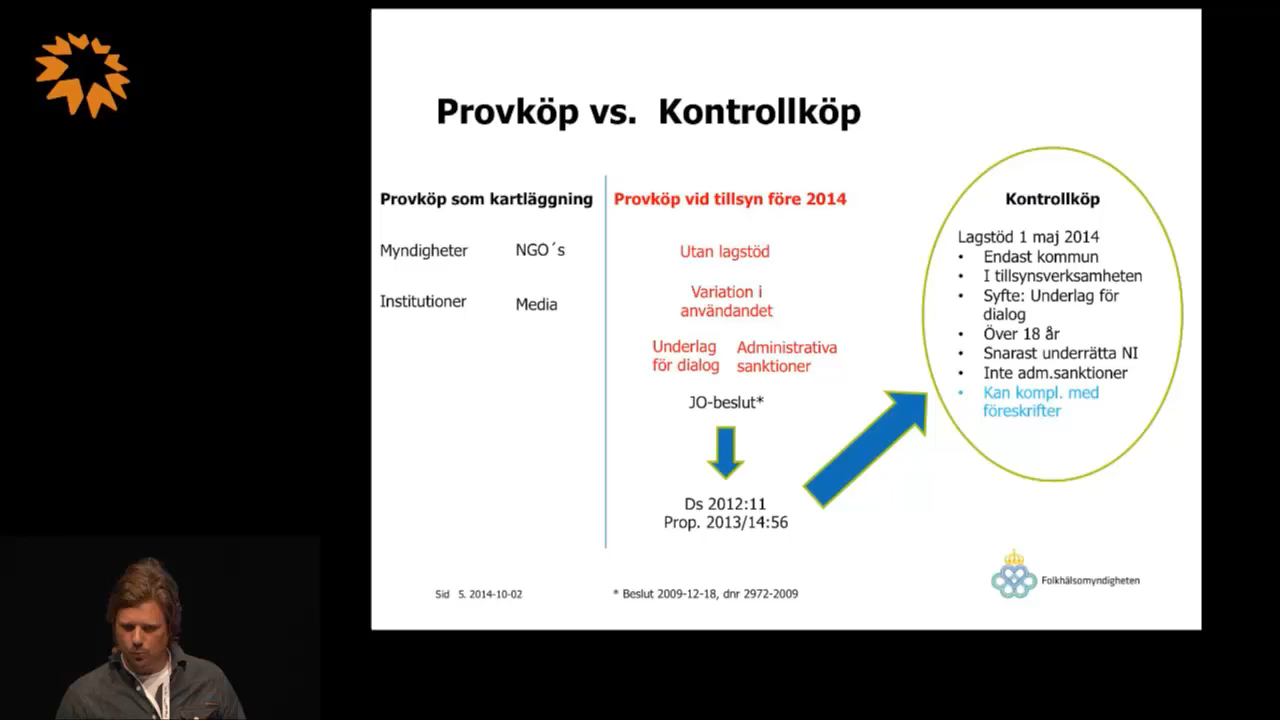 Provköp vs. Kontrollköp
Provköp som kartläggning
Myndigheter
NGO´s
Institutioner
Media
Provköp vid tillsyn före 2014
Utan lagstöd
Variation i
användandet
Underlag
för dialog
Administrativa
sanktioner
JO-beslut*
Ds 2012:11
Prop. 2013/14:56
Kontrollköp
Lagstöd 1 maj 2014
• Endast kommun
• I tillsynsverksamheten
• Syfte: Underlag för
dialog
• Över 18 år
• Snarast underrätta NI
• Inte adm.sanktioner
• Kan kompl. med
föreskrifter
Sid 5. 2014-10-02
* Beslut 2009-12-18, dnr 2972-2009
Folkhälsomyndigheten